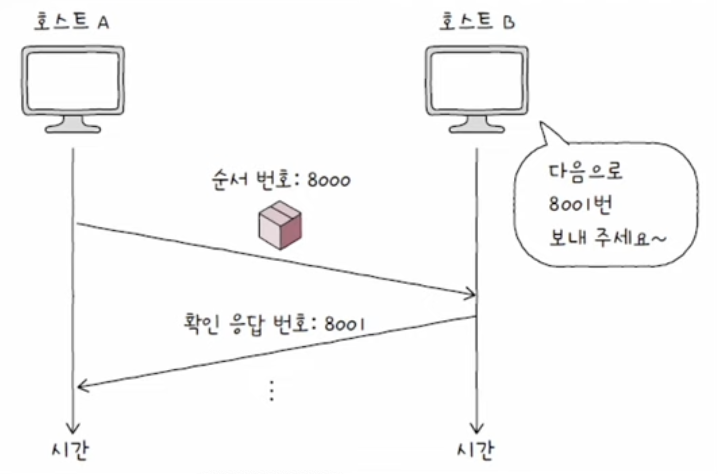 호스트 A
호스트 B
순서 번호: 8000
다음으로
8001번
보내 주세요~
확인 응답 번호: 8001
시간
시간